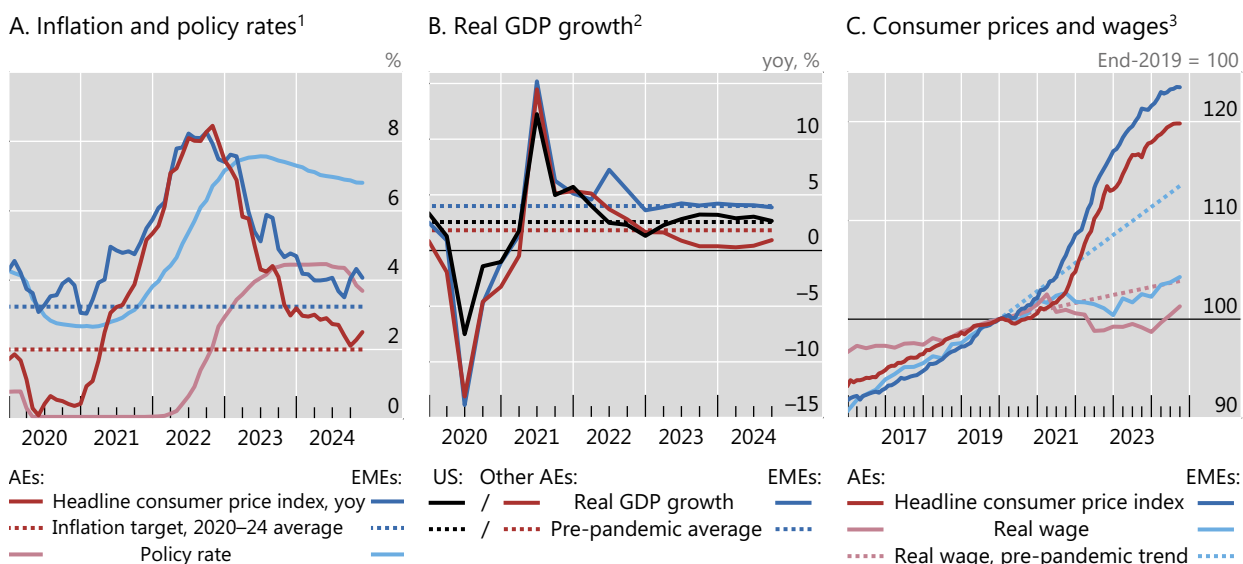 A. Inflation and policy rates¹
%
8
6
4
2
0
2020 2021 2022 2023 2024
AEs: EMEs:
Headline consumer price index, yoy
Inflation target, 2020–24 average
Policy rate
B. Real GDP growth²
yoy, %
10
5
0
−5
−10
−15
2020 2021 2022 2023 2024
US: Other AEs: EMEs:
/ Real GDP growth
/ Pre-pandemic average
C. Consumer prices and wages³
End-2019 = 100
120
110
100
90
2017 2019 2021 2023
AEs: EMEs:
Headline consumer price index
Real wage
Real wage, pre-pandemic trend